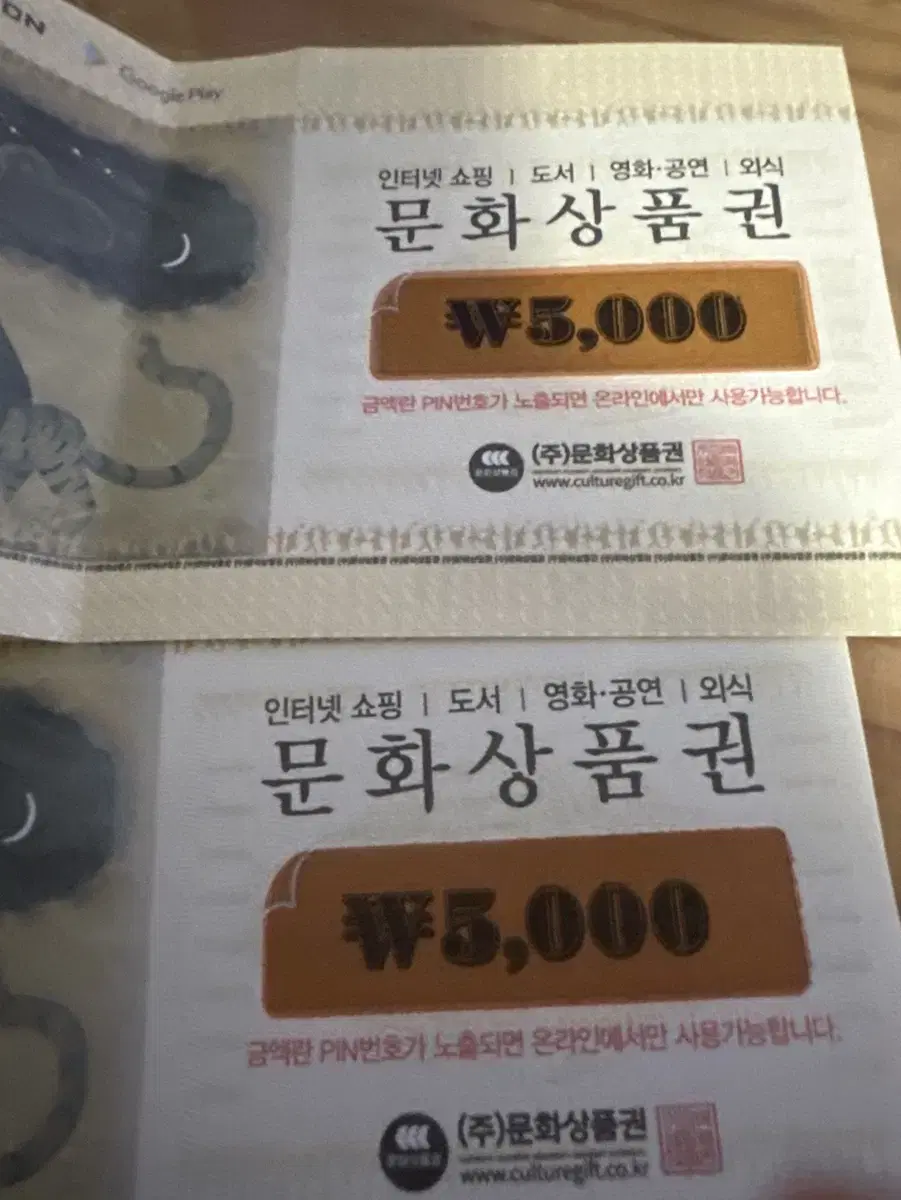 DN
Google Play
인터넷 쇼핑 | 도서 | 영화·공연 | 외식
문화상품권
₩5,000
금액란 PIN번호가 노출되면 온라인에서만 사용가능합니다.
(주)문화상품권
www.culturegift.co.kr
인터넷 쇼핑 | 도서 | 영화·공연 | 외식
문화상품권
₩5,000
금액란 PIN번호가 노출되면 온라인에서만 사용가능합니다.
(주)문화상품권
www.culturegift.co.kr